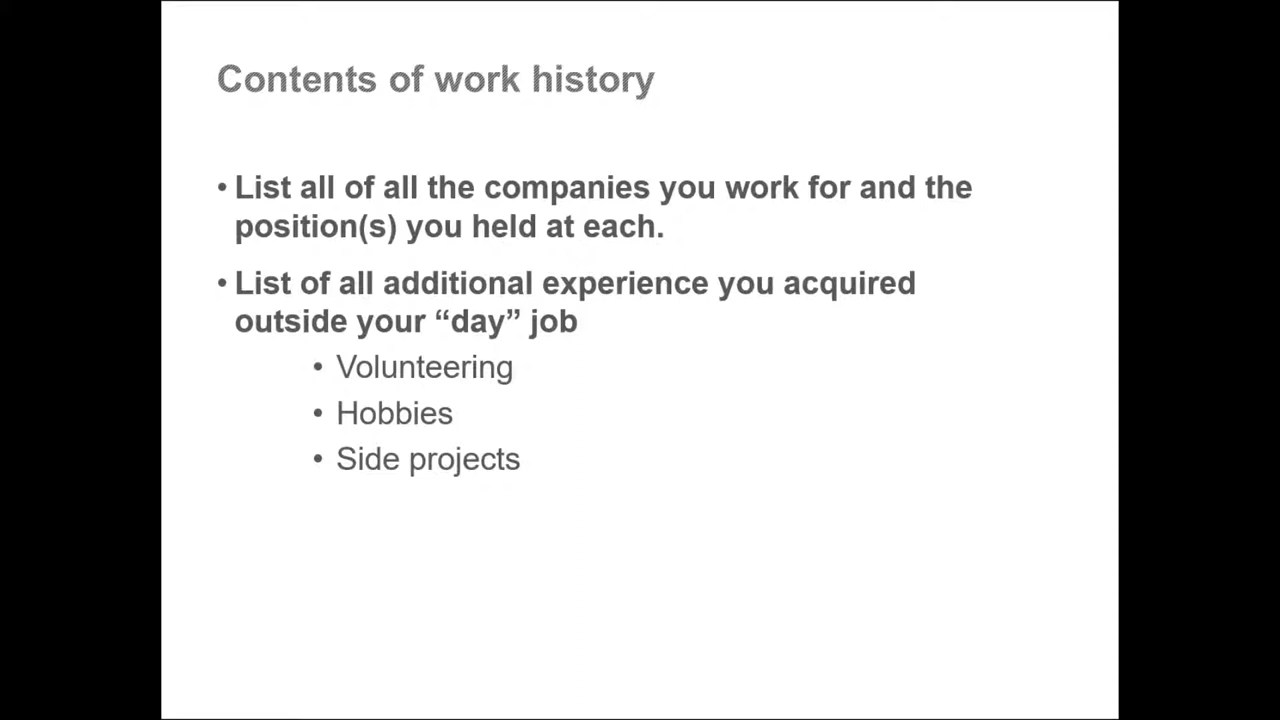 Contents of work history
• List all of all the companies you work for and the
position(s) you held at each.
• List of all additional experience you acquired
outside your “day” job
• Volunteering
• Hobbies
• Side projects